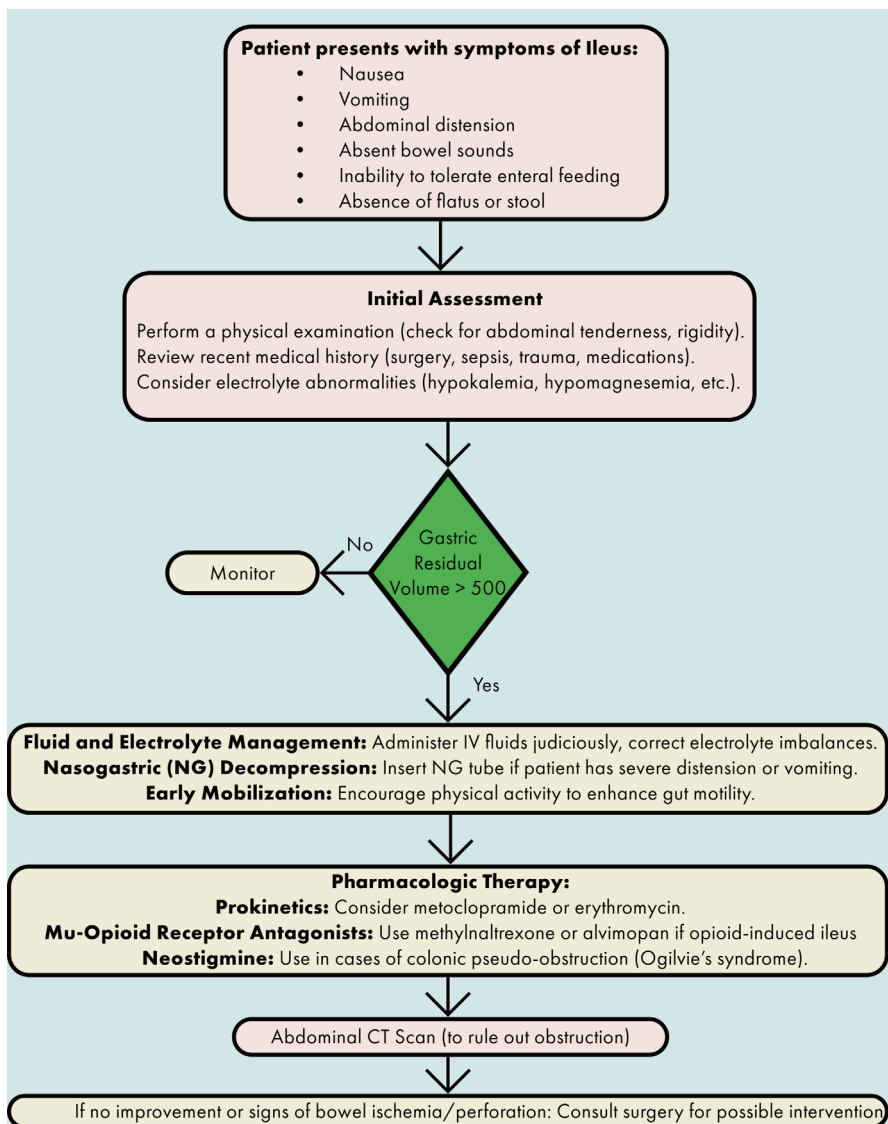 Patient presents with symptoms of Ileus:
• Nausea
• Vomiting
• Abdominal distension
• Absent bowel sounds
• Inability to tolerate enteral feeding
• Absence of flatus or stool
Initial Assessment
Perform a physical examination (check for abdominal tenderness, rigidity).
Review recent medical history (surgery, sepsis, trauma, medications).
Consider electrolyte abnormalities (hypokalemia, hypomagnesemia, etc.).
Gastric
Residual
Volume > 500
No
Monitor
Yes
Fluid and Electrolyte Management: Administer IV fluids judiciously, correct electrolyte imbalances.
Nasogastric (NG) Decompression: Insert NG tube if patient has severe distension or vomiting.
Early Mobilization: Encourage physical activity to enhance gut motility.
Pharmacologic Therapy:
Prokinetics: Consider metoclopramide or erythromycin.
Mu-Opioid Receptor Antagonists: Use methylnaltrexone or alvimopan if opioid-induced ileus
Neostigmine: Use in cases of colonic pseudo-obstruction (Ogilvie's syndrome).
Abdominal CT Scan (to rule out obstruction)
If no improvement or signs of bowel ischemia/perforation: Consult surgery for possible intervention